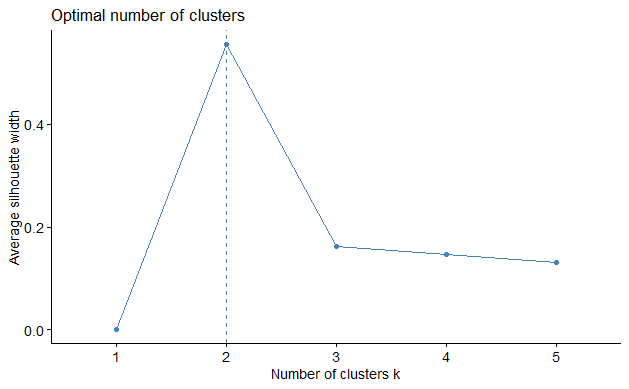 Optimal number of clusters
Average silhouette width
0.4
0.2
0.0
1 2 3 4 5
Number of clusters k